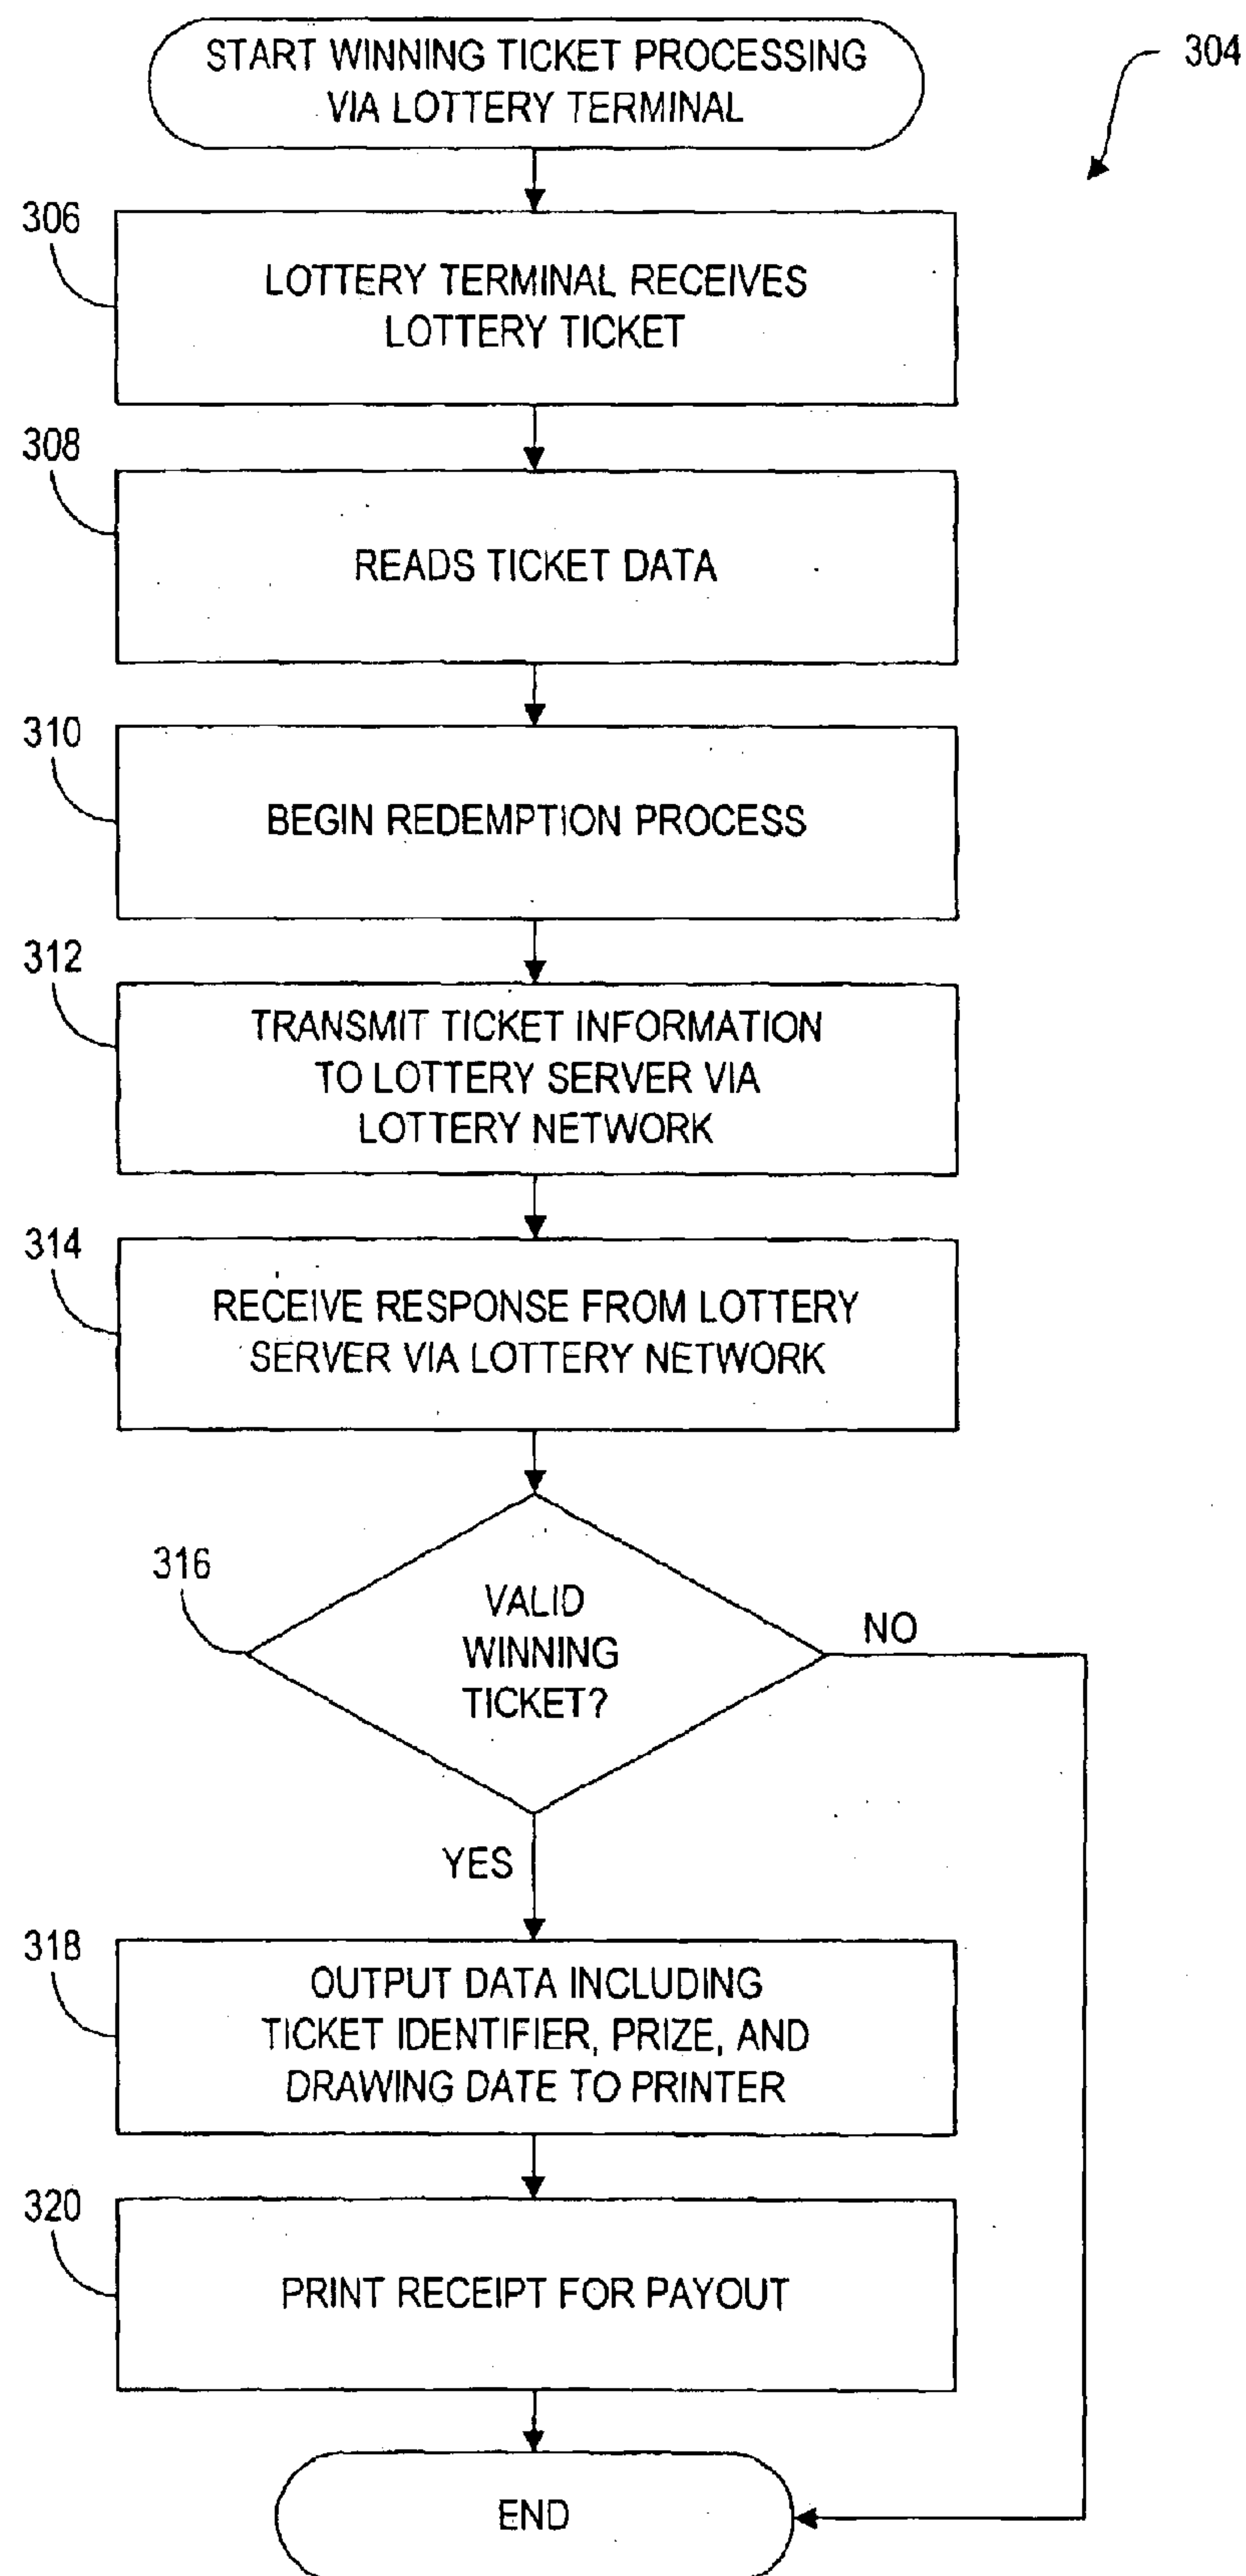 START WINNING TICKET PROCESSING
VIA LOTTERY TERMINAL
304
306
LOTTERY TERMINAL RECEIVES
LOTTERY TICKET
308
READS TICKET DATA
310
BEGIN REDEMPTION PROCESS
312
TRANSMIT TICKET INFORMATION
TO LOTTERY SERVER VIA
LOTTERY NETWORK
314
RECEIVE RESPONSE FROM LOTTERY
SERVER VIA LOTTERY NETWORK
316
VALID
WINNING
TICKET?
NO
YES
318
OUTPUT DATA INCLUDING
TICKET IDENTIFIER, PRIZE, AND
DRAWING DATE TO PRINTER
320
PRINT RECEIPT FOR PAYOUT
END